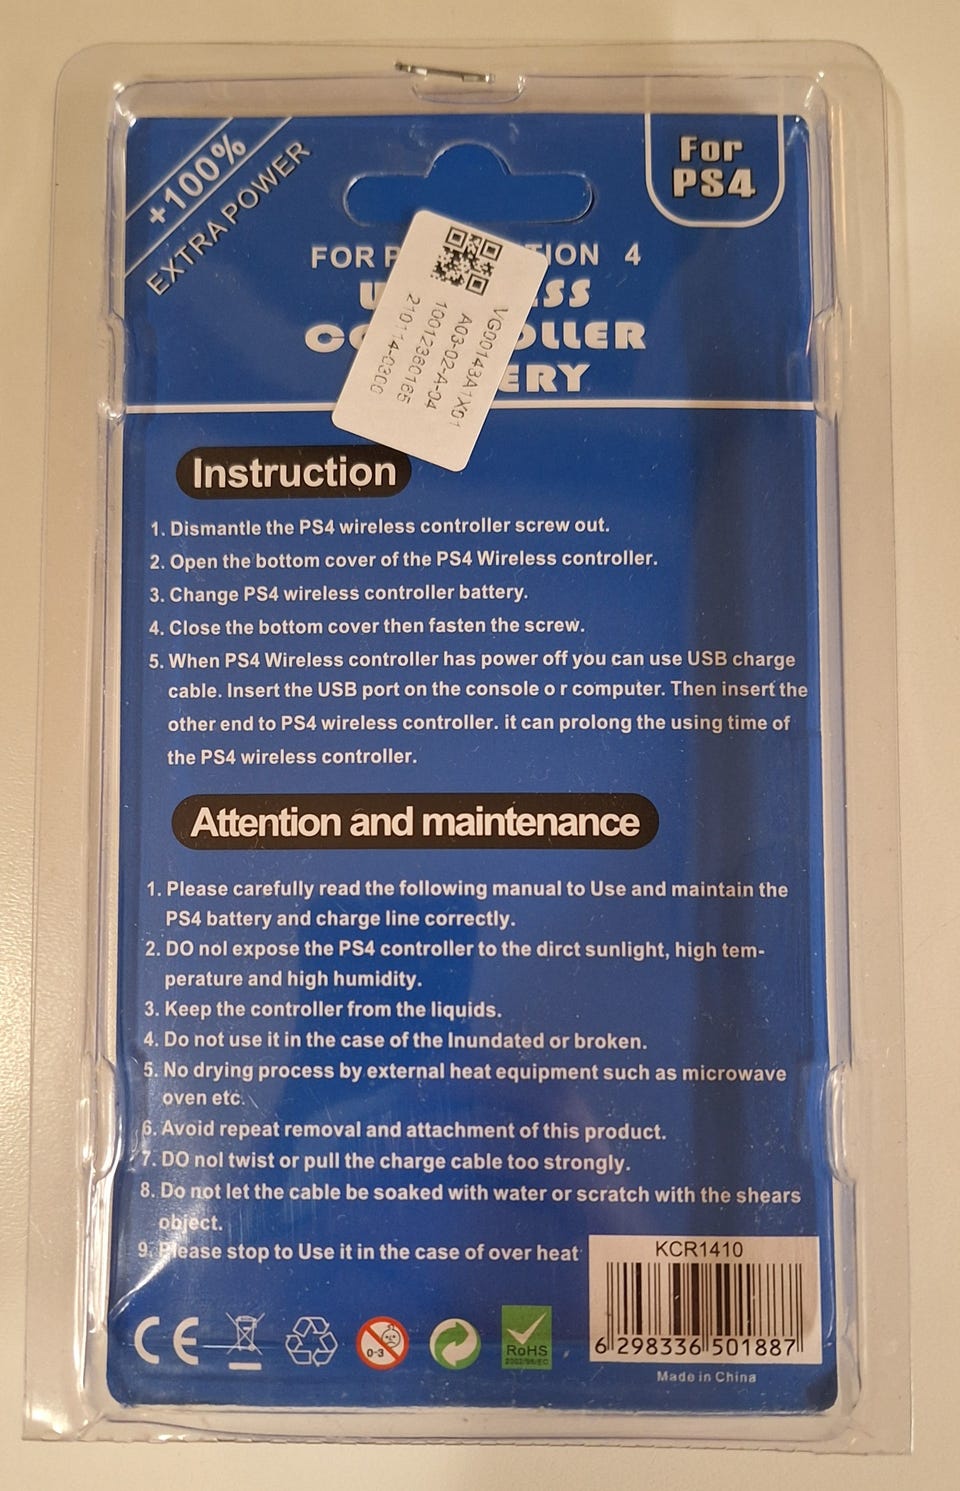 +100%
EXTRA POWER
For
PS4
FOR P TION 4
ESS
C OLLER
ERY
VG00143A1X01
A03-02-A-04
10012360165
210114-0300
Instruction
1. Dismantle the PS4 wireless controller screw out.
2. Open the bottom cover of the PS4 Wireless controller.
3. Change PS4 wireless controller battery.
4. Close the bottom cover then fasten the screw.
5. When PS4 Wireless controller has power off you can use USB charge
cable. Insert the USB port on the console o r computer. Then insert the
other end to PS4 wireless controller. it can prolong the using time of
the PS4 wireless controller.
Attention and maintenance
1. Please carefully read the following manual to Use and maintain the
PS4 battery and charge line correctly.
2. DO nol expose the PS4 controller to the dirct sunlight, high tem-
perature and high humidity.
3. Keep the controller from the liquids.
4. Do not use it in the case of the Inundated or broken.
5. No drying process by external heat equipment such as microwave
oven etc.
6. Avoid repeat removal and attachment of this product.
7. DO nol twist or pull the charge cable too strongly.
8. Do not let the cable be soaked with water or scratch with the shears
object.
9. Please stop to Use it in the case of over heat
KCR1410
6 298336 501887
Made in China
CE
0-3
RoHS
2002/95/EC